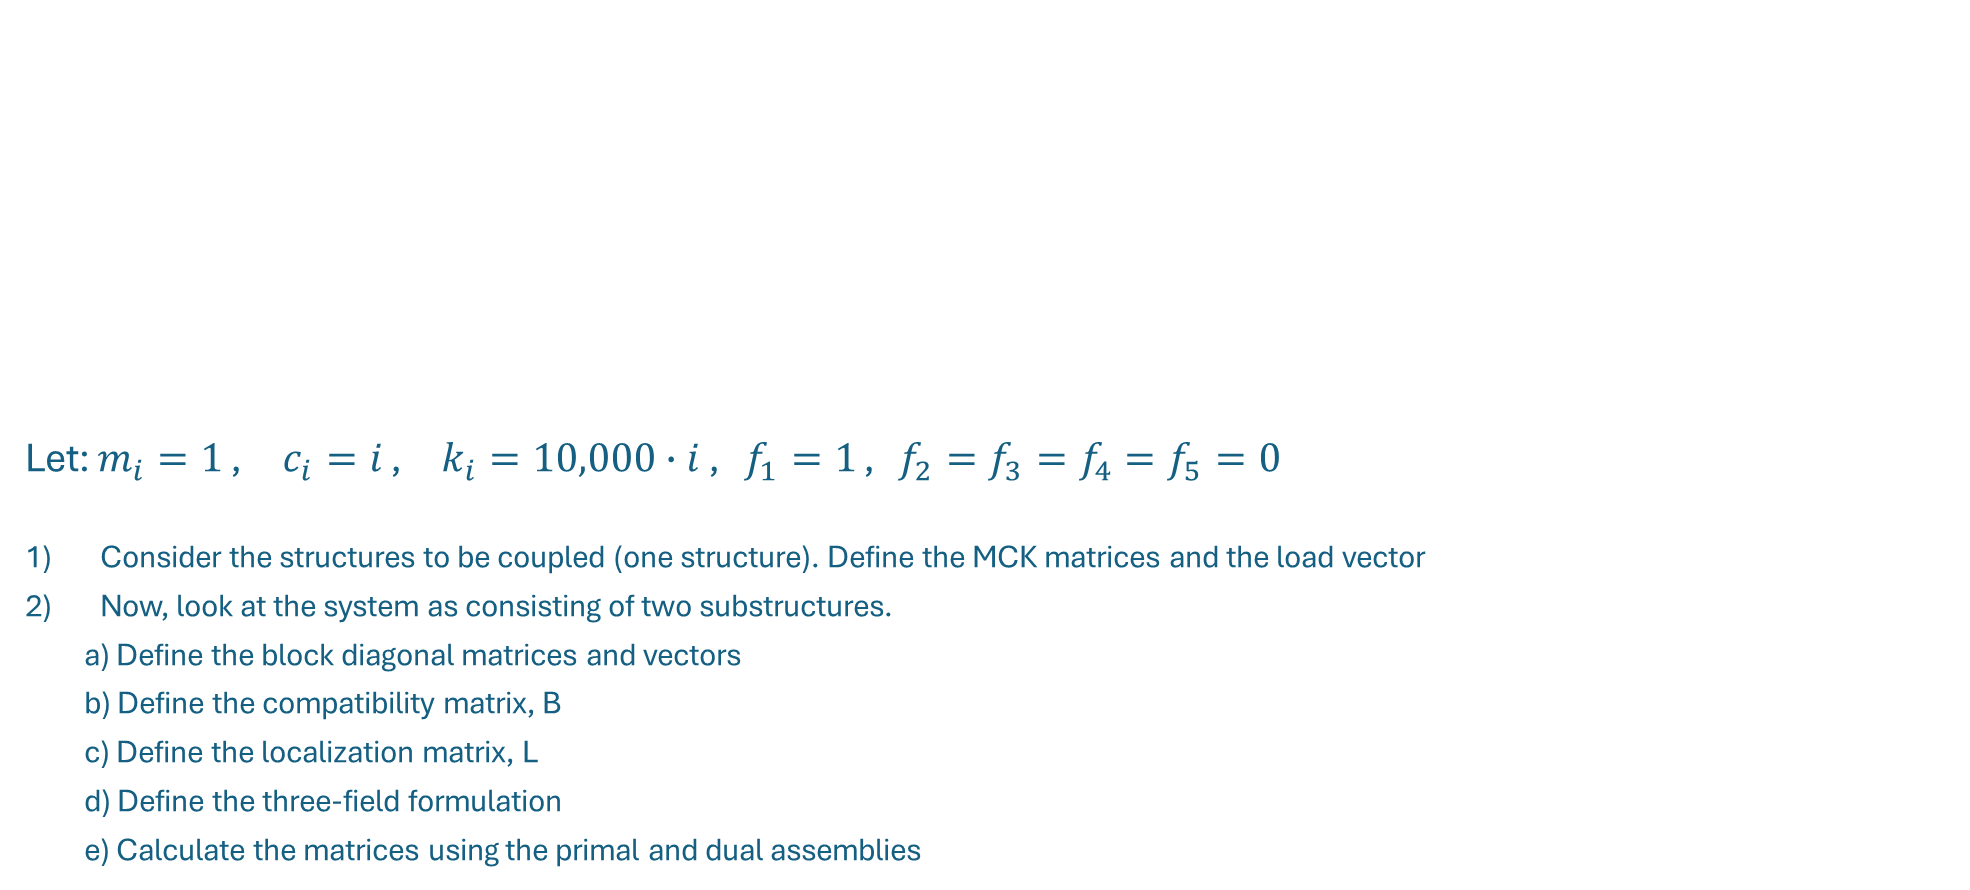 Let: mᵢ = 1 ,   cᵢ = i ,   kᵢ = 10,000 · i ,  f₁ = 1 ,  f₂ = f₃ = f₄ = f₅ = 0
1) Consider the structures to be coupled (one structure). Define the MCK matrices and the load vector
2) Now, look at the system as consisting of two substructures.
a) Define the block diagonal matrices and vectors
b) Define the compatibility matrix, B
c) Define the localization matrix, L
d) Define the three-field formulation
e) Calculate the matrices using the primal and dual assemblies